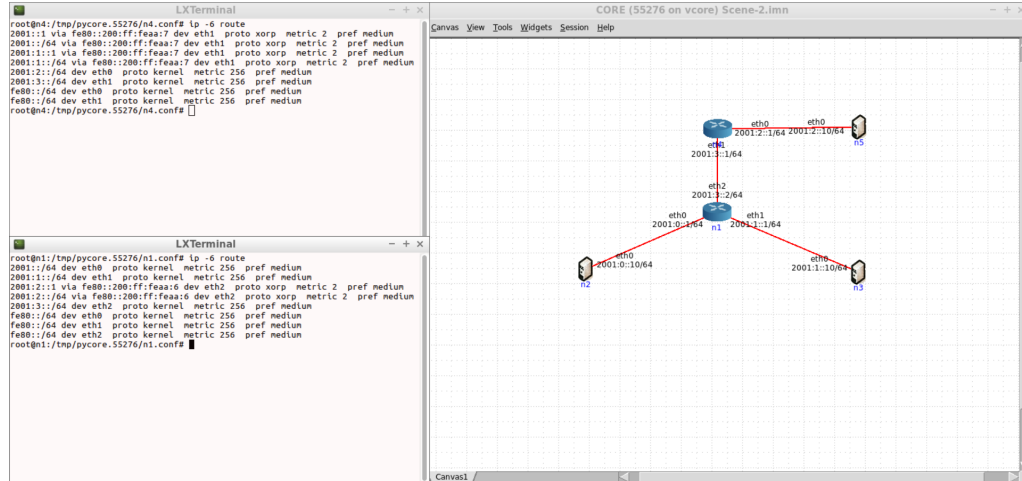 LXTerminal
root@n4:/tmp/pycore.55276/n4.conf# ip -6 route
2001::1 via fe80::200:ff:feaa:7 dev eth1  proto xorp  metric 2  pref medium
2001::/64 via fe80::200:ff:feaa:7 dev eth1  proto xorp  metric 2  pref medium
2001:1::1 via fe80::200:ff:feaa:7 dev eth1  proto xorp  metric 2  pref medium
2001:1::/64 via fe80::200:ff:feaa:7 dev eth1  proto xorp  metric 2  pref medium
2001:2::/64 dev eth0  proto kernel  metric 256  pref medium
2001:3::/64 dev eth1  proto kernel  metric 256  pref medium
fe80::/64 dev eth0  proto kernel  metric 256  pref medium
fe80::/64 dev eth1  proto kernel  metric 256  pref medium
root@n4:/tmp/pycore.55276/n4.conf#
LXTerminal
root@n1:/tmp/pycore.55276/n1.conf# ip -6 route
2001::/64 dev eth0  proto kernel  metric 256  pref medium
2001:1::/64 dev eth1  proto kernel  metric 256  pref medium
2001:2::1 via fe80::200:ff:feaa:6 dev eth2  proto xorp  metric 2  pref medium
2001:2::/64 via fe80::200:ff:feaa:6 dev eth2  proto xorp  metric 2  pref medium
2001:3::/64 dev eth2  proto kernel  metric 256  pref medium
fe80::/64 dev eth0  proto kernel  metric 256  pref medium
fe80::/64 dev eth1  proto kernel  metric 256  pref medium
fe80::/64 dev eth2  proto kernel  metric 256  pref medium
root@n1:/tmp/pycore.55276/n1.conf#
CORE (55276 on vcore) Scene-2.imn
Canvas View Tools Widgets Session Help
eth0
2001:2::1/64
eth0
2001:2::10/64
n5
eth1
2001:3::1/64
eth2
2001:3::2/64
n1
eth0
2001:0::1/64
eth1
2001:1::1/64
eth0
2001:0::10/64
n2
eth0
2001:1::10/64
n3
Canvas1